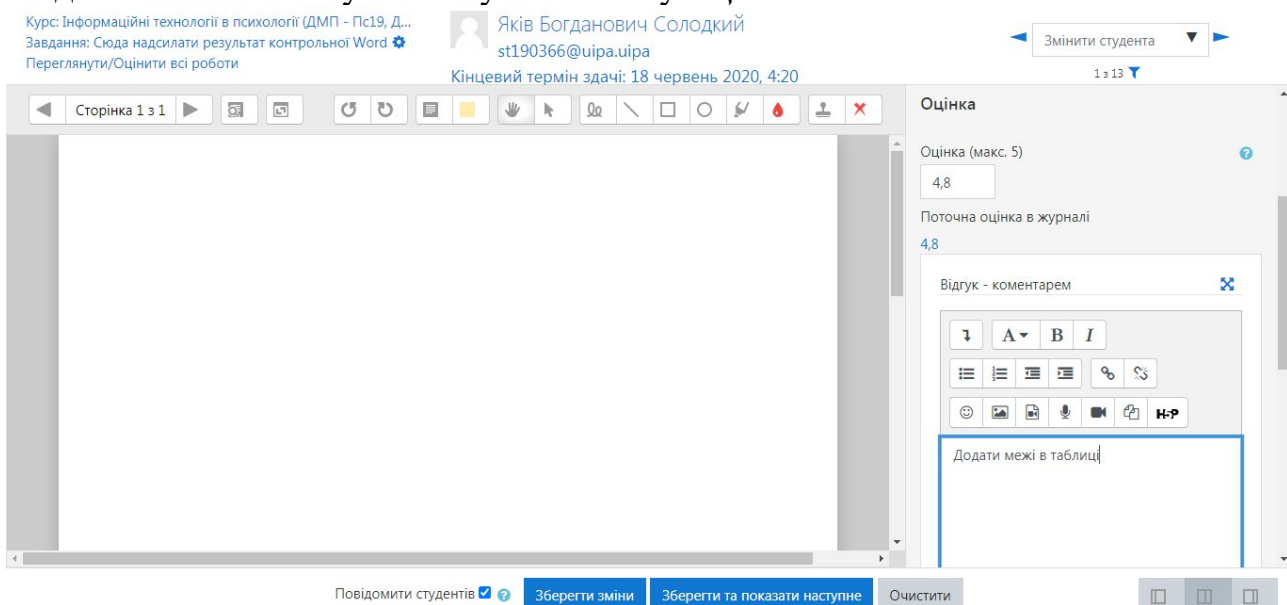 Курс: Інформаційні технології в психології (ДМП - Пс19, Д...
Завдання: Сюда надсилати результат контрольної Word
Переглянути/Оцінити всі роботи
Яків Богданович Солодкий
st190366@uipa.uipa
Кінцевий термін здачі: 18 червень 2020, 4:20
Змінити студента
1 з 13
Сторінка 1 з 1
Оцінка
Оцінка (макс. 5)
4,8
Поточна оцінка в журналі
4,8
Відгук - коментарем
A B I
H-P
Додати межі в таблиці
Повідомити студентів
Зберегти зміни
Зберегти та показати наступне
Очистити